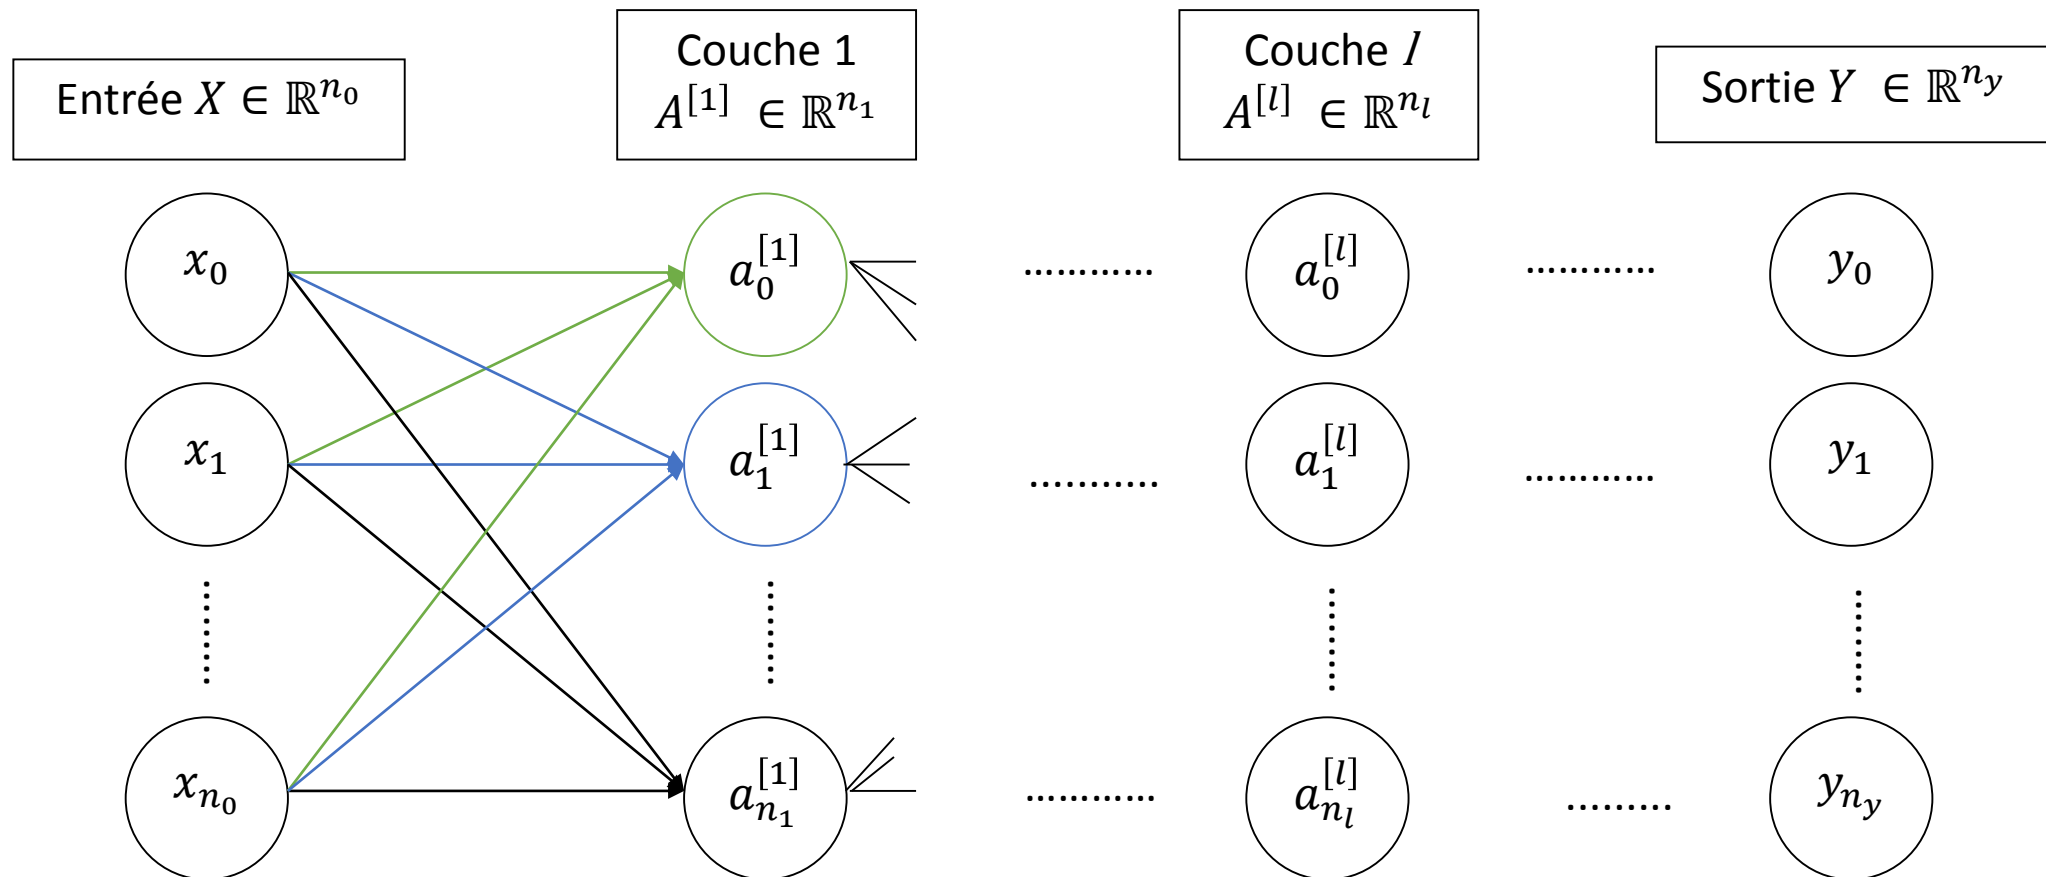 Entrée X ∈ ℝ^{n_0}
Couche 1
A^{[1]} ∈ ℝ^{n_1}
Couche l
A^{[l]} ∈ ℝ^{n_l}
Sortie Y ∈ ℝ^{n_y}
x_0
a_0^{[1]}
…………
a_0^{[l]}
…………
y_0
x_1
a_1^{[1]}
………..
a_1^{[l]}
…………
y_1
………
………
………
………
x_{n_0}
a_{n_1}^{[1]}
…………
a_{n_l}^{[l]}
………
y_{n_y}